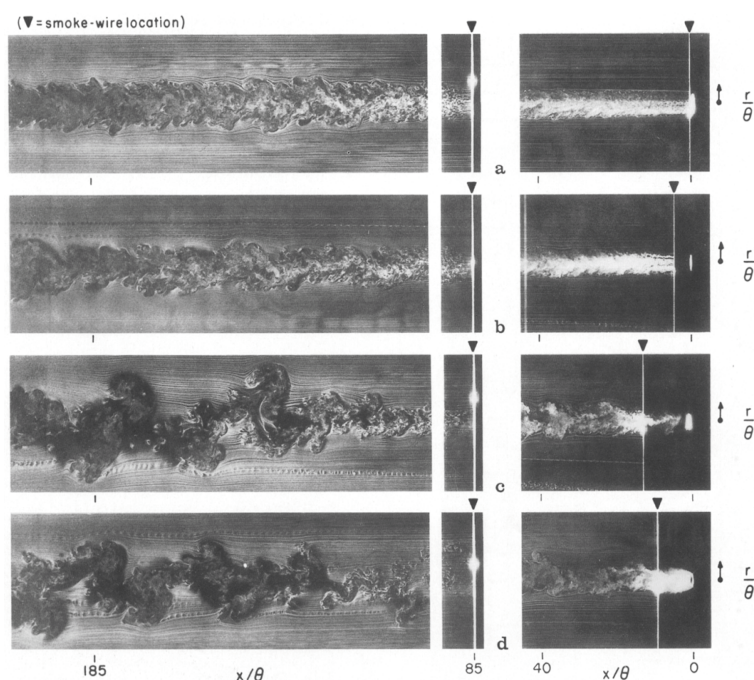 (▼=smoke-wire location)
r/θ
a
r/θ
b
r/θ
c
r/θ
d
185
x/θ
85
40
x/θ
0